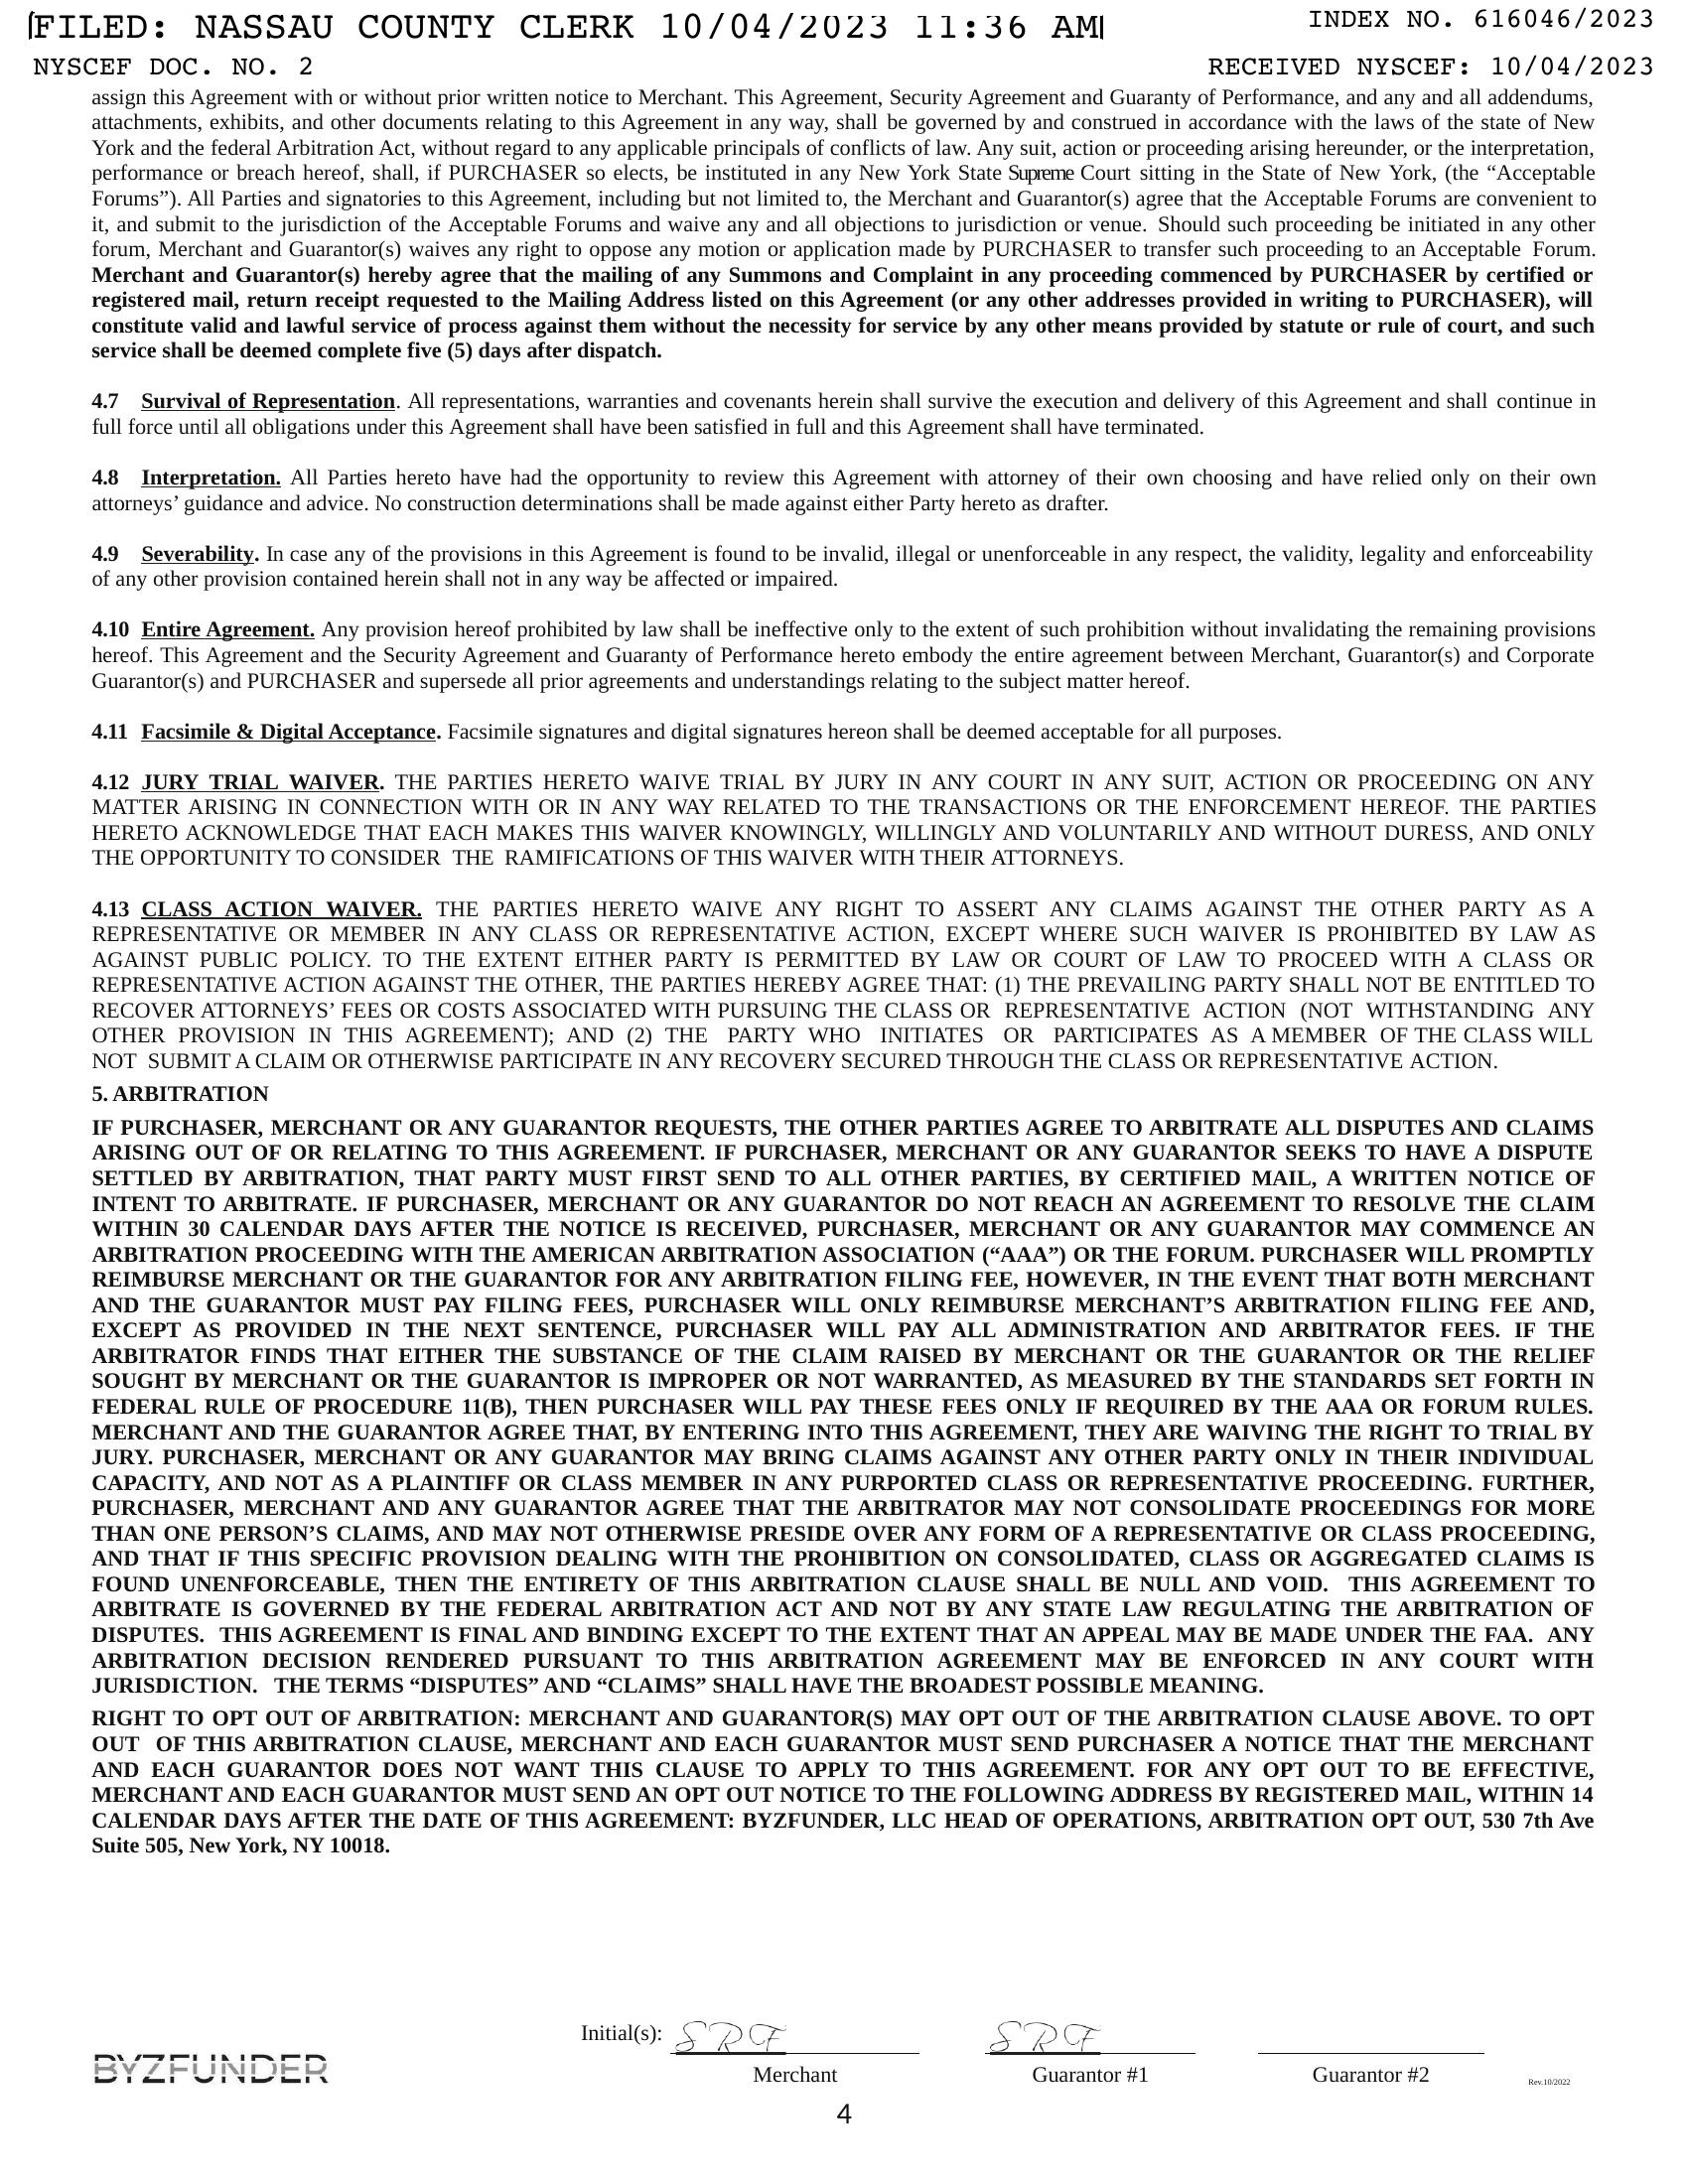 FILED: NASSAU COUNTY CLERK 10/04/2023 11:36 AM
INDEX NO. 616046/2023
NYSCEF DOC. NO. 2
RECEIVED NYSCEF: 10/04/2023
assign this Agreement with or without prior written notice to Merchant. This Agreement, Security Agreement and Guaranty of Performance, and any and all addendums,
attachments, exhibits, and other documents relating to this Agreement in any way, shall be governed by and construed in accordance with the laws of the state of New
York and the federal Arbitration Act, without regard to any applicable principals of conflicts of law. Any suit, action or proceeding arising hereunder, or the interpretation,
performance or breach hereof, shall, if PURCHASER so elects, be instituted in any New York State Supreme Court sitting in the State of New York, (the “Acceptable
Forums”). All Parties and signatories to this Agreement, including but not limited to, the Merchant and Guarantor(s) agree that the Acceptable Forums are convenient to
it, and submit to the jurisdiction of the Acceptable Forums and waive any and all objections to jurisdiction or venue. Should such proceeding be initiated in any other
forum, Merchant and Guarantor(s) waives any right to oppose any motion or application made by PURCHASER to transfer such proceeding to an Acceptable Forum.
Merchant and Guarantor(s) hereby agree that the mailing of any Summons and Complaint in any proceeding commenced by PURCHASER by certified or
registered mail, return receipt requested to the Mailing Address listed on this Agreement (or any other addresses provided in writing to PURCHASER), will
constitute valid and lawful service of process against them without the necessity for service by any other means provided by statute or rule of court, and such
service shall be deemed complete five (5) days after dispatch.
4.7 Survival of Representation. All representations, warranties and covenants herein shall survive the execution and delivery of this Agreement and shall continue in
full force until all obligations under this Agreement shall have been satisfied in full and this Agreement shall have terminated.
4.8 Interpretation. All Parties hereto have had the opportunity to review this Agreement with attorney of their own choosing and have relied only on their own
attorneys’ guidance and advice. No construction determinations shall be made against either Party hereto as drafter.
4.9 Severability. In case any of the provisions in this Agreement is found to be invalid, illegal or unenforceable in any respect, the validity, legality and enforceability
of any other provision contained herein shall not in any way be affected or impaired.
4.10 Entire Agreement. Any provision hereof prohibited by law shall be ineffective only to the extent of such prohibition without invalidating the remaining provisions
hereof. This Agreement and the Security Agreement and Guaranty of Performance hereto embody the entire agreement between Merchant, Guarantor(s) and Corporate
Guarantor(s) and PURCHASER and supersede all prior agreements and understandings relating to the subject matter hereof.
4.11 Facsimile & Digital Acceptance. Facsimile signatures and digital signatures hereon shall be deemed acceptable for all purposes.
4.12 JURY TRIAL WAIVER. THE PARTIES HERETO WAIVE TRIAL BY JURY IN ANY COURT IN ANY SUIT, ACTION OR PROCEEDING ON ANY
MATTER ARISING IN CONNECTION WITH OR IN ANY WAY RELATED TO THE TRANSACTIONS OR THE ENFORCEMENT HEREOF. THE PARTIES
HERETO ACKNOWLEDGE THAT EACH MAKES THIS WAIVER KNOWINGLY, WILLINGLY AND VOLUNTARILY AND WITHOUT DURESS, AND ONLY
THE OPPORTUNITY TO CONSIDER THE RAMIFICATIONS OF THIS WAIVER WITH THEIR ATTORNEYS.
4.13 CLASS ACTION WAIVER. THE PARTIES HERETO WAIVE ANY RIGHT TO ASSERT ANY CLAIMS AGAINST THE OTHER PARTY AS A
REPRESENTATIVE OR MEMBER IN ANY CLASS OR REPRESENTATIVE ACTION, EXCEPT WHERE SUCH WAIVER IS PROHIBITED BY LAW AS
AGAINST PUBLIC POLICY. TO THE EXTENT EITHER PARTY IS PERMITTED BY LAW OR COURT OF LAW TO PROCEED WITH A CLASS OR
REPRESENTATIVE ACTION AGAINST THE OTHER, THE PARTIES HEREBY AGREE THAT: (1) THE PREVAILING PARTY SHALL NOT BE ENTITLED TO
RECOVER ATTORNEYS’ FEES OR COSTS ASSOCIATED WITH PURSUING THE CLASS OR REPRESENTATIVE ACTION (NOT WITHSTANDING ANY
OTHER PROVISION IN THIS AGREEMENT); AND (2) THE PARTY WHO INITIATES OR PARTICIPATES AS A MEMBER OF THE CLASS WILL
NOT SUBMIT A CLAIM OR OTHERWISE PARTICIPATE IN ANY RECOVERY SECURED THROUGH THE CLASS OR REPRESENTATIVE ACTION.
5. ARBITRATION
IF PURCHASER, MERCHANT OR ANY GUARANTOR REQUESTS, THE OTHER PARTIES AGREE TO ARBITRATE ALL DISPUTES AND CLAIMS
ARISING OUT OF OR RELATING TO THIS AGREEMENT. IF PURCHASER, MERCHANT OR ANY GUARANTOR SEEKS TO HAVE A DISPUTE
SETTLED BY ARBITRATION, THAT PARTY MUST FIRST SEND TO ALL OTHER PARTIES, BY CERTIFIED MAIL, A WRITTEN NOTICE OF
INTENT TO ARBITRATE. IF PURCHASER, MERCHANT OR ANY GUARANTOR DO NOT REACH AN AGREEMENT TO RESOLVE THE CLAIM
WITHIN 30 CALENDAR DAYS AFTER THE NOTICE IS RECEIVED, PURCHASER, MERCHANT OR ANY GUARANTOR MAY COMMENCE AN
ARBITRATION PROCEEDING WITH THE AMERICAN ARBITRATION ASSOCIATION (“AAA”) OR THE FORUM. PURCHASER WILL PROMPTLY
REIMBURSE MERCHANT OR THE GUARANTOR FOR ANY ARBITRATION FILING FEE, HOWEVER, IN THE EVENT THAT BOTH MERCHANT
AND THE GUARANTOR MUST PAY FILING FEES, PURCHASER WILL ONLY REIMBURSE MERCHANT’S ARBITRATION FILING FEE AND,
EXCEPT AS PROVIDED IN THE NEXT SENTENCE, PURCHASER WILL PAY ALL ADMINISTRATION AND ARBITRATOR FEES. IF THE
ARBITRATOR FINDS THAT EITHER THE SUBSTANCE OF THE CLAIM RAISED BY MERCHANT OR THE GUARANTOR OR THE RELIEF
SOUGHT BY MERCHANT OR THE GUARANTOR IS IMPROPER OR NOT WARRANTED, AS MEASURED BY THE STANDARDS SET FORTH IN
FEDERAL RULE OF PROCEDURE 11(B), THEN PURCHASER WILL PAY THESE FEES ONLY IF REQUIRED BY THE AAA OR FORUM RULES.
MERCHANT AND THE GUARANTOR AGREE THAT, BY ENTERING INTO THIS AGREEMENT, THEY ARE WAIVING THE RIGHT TO TRIAL BY
JURY. PURCHASER, MERCHANT OR ANY GUARANTOR MAY BRING CLAIMS AGAINST ANY OTHER PARTY ONLY IN THEIR INDIVIDUAL
CAPACITY, AND NOT AS A PLAINTIFF OR CLASS MEMBER IN ANY PURPORTED CLASS OR REPRESENTATIVE PROCEEDING. FURTHER,
PURCHASER, MERCHANT AND ANY GUARANTOR AGREE THAT THE ARBITRATOR MAY NOT CONSOLIDATE PROCEEDINGS FOR MORE
THAN ONE PERSON’S CLAIMS, AND MAY NOT OTHERWISE PRESIDE OVER ANY FORM OF A REPRESENTATIVE OR CLASS PROCEEDING,
AND THAT IF THIS SPECIFIC PROVISION DEALING WITH THE PROHIBITION ON CONSOLIDATED, CLASS OR AGGREGATED CLAIMS IS
FOUND UNENFORCEABLE, THEN THE ENTIRETY OF THIS ARBITRATION CLAUSE SHALL BE NULL AND VOID. THIS AGREEMENT TO
ARBITRATE IS GOVERNED BY THE FEDERAL ARBITRATION ACT AND NOT BY ANY STATE LAW REGULATING THE ARBITRATION OF
DISPUTES. THIS AGREEMENT IS FINAL AND BINDING EXCEPT TO THE EXTENT THAT AN APPEAL MAY BE MADE UNDER THE FAA. ANY
ARBITRATION DECISION RENDERED PURSUANT TO THIS ARBITRATION AGREEMENT MAY BE ENFORCED IN ANY COURT WITH
JURISDICTION. THE TERMS “DISPUTES” AND “CLAIMS” SHALL HAVE THE BROADEST POSSIBLE MEANING.
RIGHT TO OPT OUT OF ARBITRATION: MERCHANT AND GUARANTOR(S) MAY OPT OUT OF THE ARBITRATION CLAUSE ABOVE. TO OPT
OUT OF THIS ARBITRATION CLAUSE, MERCHANT AND EACH GUARANTOR MUST SEND PURCHASER A NOTICE THAT THE MERCHANT
AND EACH GUARANTOR DOES NOT WANT THIS CLAUSE TO APPLY TO THIS AGREEMENT. FOR ANY OPT OUT TO BE EFFECTIVE,
MERCHANT AND EACH GUARANTOR MUST SEND AN OPT OUT NOTICE TO THE FOLLOWING ADDRESS BY REGISTERED MAIL, WITHIN 14
CALENDAR DAYS AFTER THE DATE OF THIS AGREEMENT: BYZFUNDER, LLC HEAD OF OPERATIONS, ARBITRATION OPT OUT, 530 7th Ave
Suite 505, New York, NY 10018.
Initial(s): SRF SRF
BYZFUNDER
Merchant Guarantor #1 Guarantor #2
Rev.10/2022
4